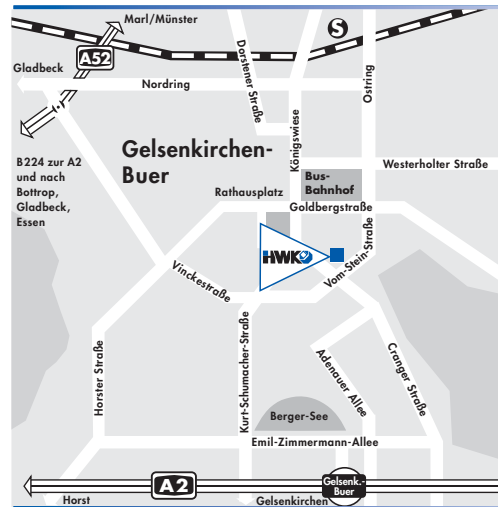 Marl/Münster
S
A52
Gladbeck
Nordring
Dorstener Straße
Ostring
Königswiese
B224 zur A2
und nach
Bottrop,
Gladbeck,
Essen
Gelsenkirchen-
Buer
Westerholter Straße
Bus-
Bahnhof
Rathausplatz
Goldbergstraße
HWK
Vom-Stein-Straße
Vinckestraße
Horster Straße
Kurt-Schumacher-Straße
Adenauer Allee
Cranger Straße
Berger-See
Emil-Zimmermann-Allee
A2
Gelsenk.-
Buer
Horst
Gelsenkirchen